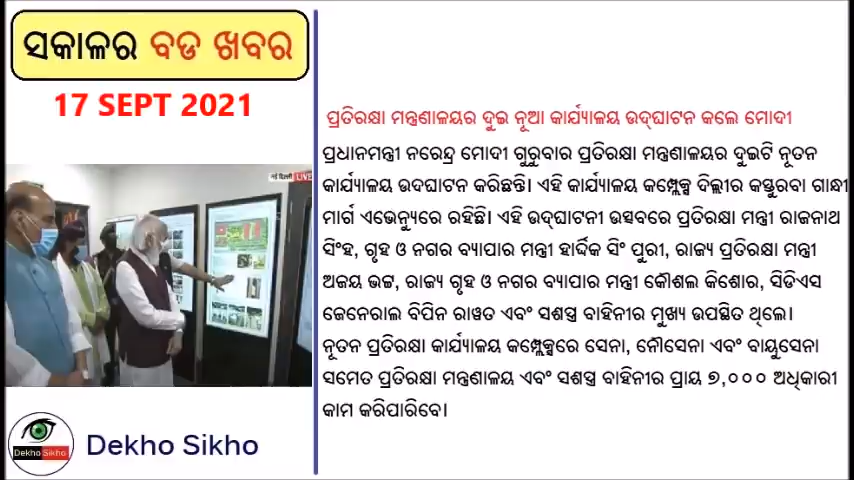 ସକାଳର ବଡ ଖବର
17 SEPT 2021
ନई दिल्ली LIVE
Dekho Sikho
Dekho Sikho
ପ୍ରତିରକ୍ଷା ମନ୍ତ୍ରଣାଳୟର ଦୁଇ ନୂଆ କାର୍ଯ୍ୟାଳୟ ଉଦ୍‌ଘାଟନ କଲେ ମୋଦୀ
ପ୍ରଧାନମନ୍ତ୍ରୀ ନରେନ୍ଦ୍ର ମୋଦୀ ଗୁରୁବାର ପ୍ରତିରକ୍ଷା ମନ୍ତ୍ରଣାଳୟର ଦୁଇଟି ନୂତନ
କାର୍ଯ୍ୟାଳୟ ଉଦଘାଟନ କରିଛନ୍ତି। ଏହି କାର୍ଯ୍ୟାଳୟ କମ୍ପ୍ଲେକ୍ସ ଦିଲ୍ଲୀର କସ୍ତୁରବା ଗାନ୍ଧୀ
ମାର୍ଗ ଏଭେନ୍ୟୁରେ ରହିଛି। ଏହି ଉଦ୍‌ଘାଟନୀ ଉତ୍ସବରେ ପ୍ରତିରକ୍ଷା ମନ୍ତ୍ରୀ ରାଜନାଥ
ସିଂହ, ଗୃହ ଓ ନଗର ବ୍ୟାପାର ମନ୍ତ୍ରୀ ହାର୍ଦ୍ଦିକ ସିଂ ପୁରୀ, ରାଜ୍ୟ ପ୍ରତିରକ୍ଷା ମନ୍ତ୍ରୀ
ଅଜୟ ଭଟ୍ଟ, ରାଜ୍ୟ ଗୃହ ଓ ନଗର ବ୍ୟାପାର ମନ୍ତ୍ରୀ କୌଶଲ କିଶୋର, ସିଡିଏସ
ଜେନେରାଲ ବିପିନ ରାୱତ ଏବଂ ସଶସ୍ତ୍ର ବାହିନୀର ମୁଖ୍ୟ ଉପସ୍ଥିତ ଥିଲେ।
ନୂତନ ପ୍ରତିରକ୍ଷା କାର୍ଯ୍ୟାଳୟ କମ୍ପ୍ଲେକ୍ସରେ ସେନା, ନୌସେନା ଏବଂ ବାୟୁସେନା
ସମେତ ପ୍ରତିରକ୍ଷା ମନ୍ତ୍ରଣାଳୟ ଏବଂ ସଶସ୍ତ୍ର ବାହିନୀର ପ୍ରାୟ ୭,୦୦୦ ଅଧିକାରୀ
କାମ କରିପାରିବେ।